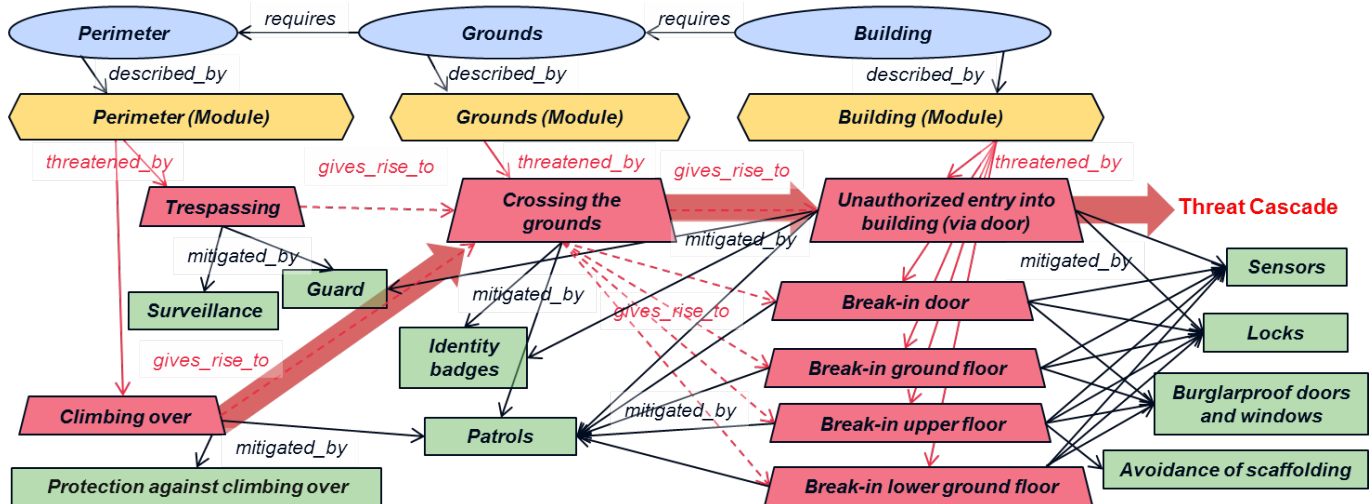 requires
requires
Perimeter
Grounds
Building
described_by
described_by
described_by
Perimeter (Module)
Grounds (Module)
Building (Module)
threatened_by
gives_rise_to
threatened_by
gives_rise_to
threatened_by
Trespassing
Crossing the
grounds
Unauthorized entry into
building (via door)
Threat Cascade
mitigated_by
mitigated_by
mitigated_by
Sensors
Guard
Surveillance
mitigated_by
Break-in door
gives_rise_to
Locks
Identity
badges
gives_rise_to
Break-in ground floor
Climbing over
mitigated_by
Burglarproof doors
and windows
Patrols
Break-in upper floor
mitigated_by
Avoidance of scaffolding
Protection against climbing over
Break-in lower ground floor